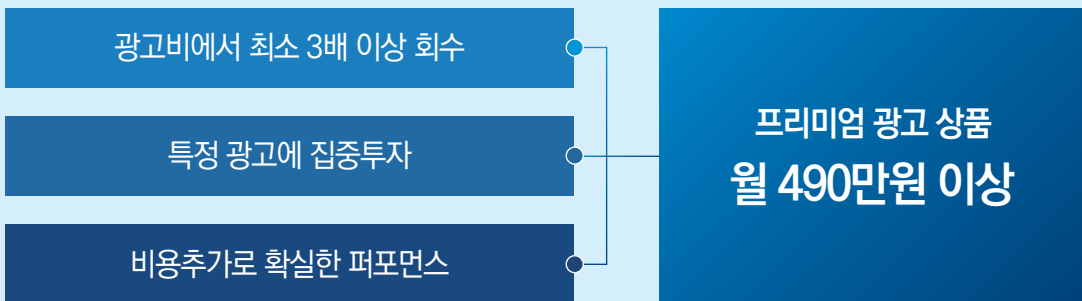 광고비에서 최소 3배 이상 회수
특정 광고에 집중투자
비용추가로 확실한 퍼포먼스
프리미엄 광고 상품
월 490만원 이상